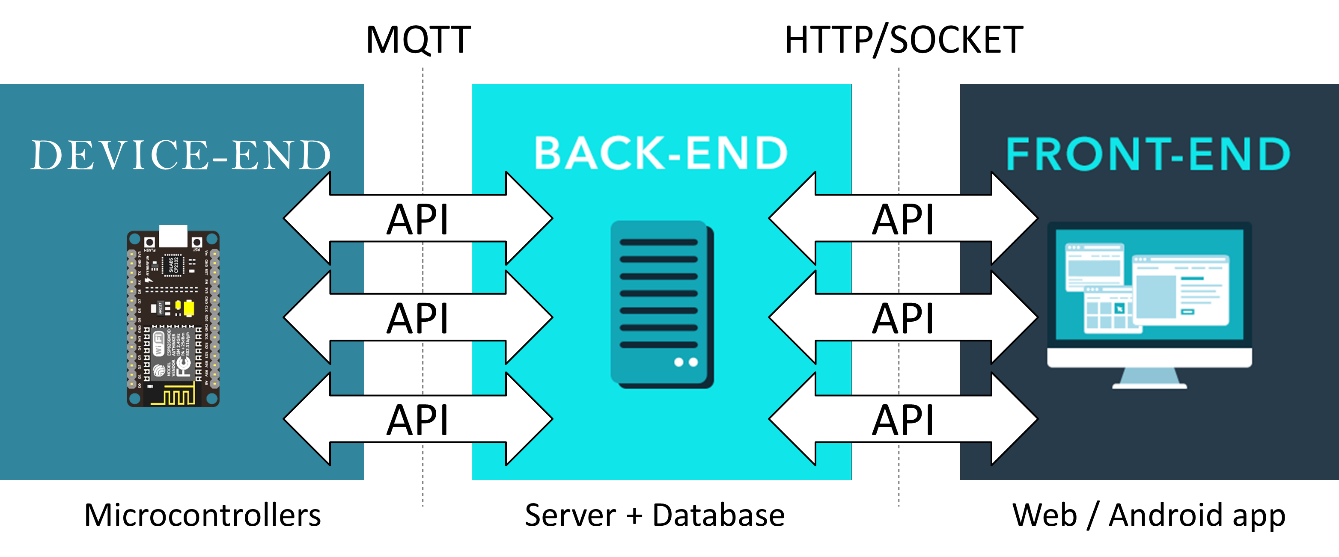 MQTT
HTTP/SOCKET
DEVICE-END
BACK-END
FRONT-END
API
API
API
API
API
API
Microcontrollers
Server + Database
Web / Android app